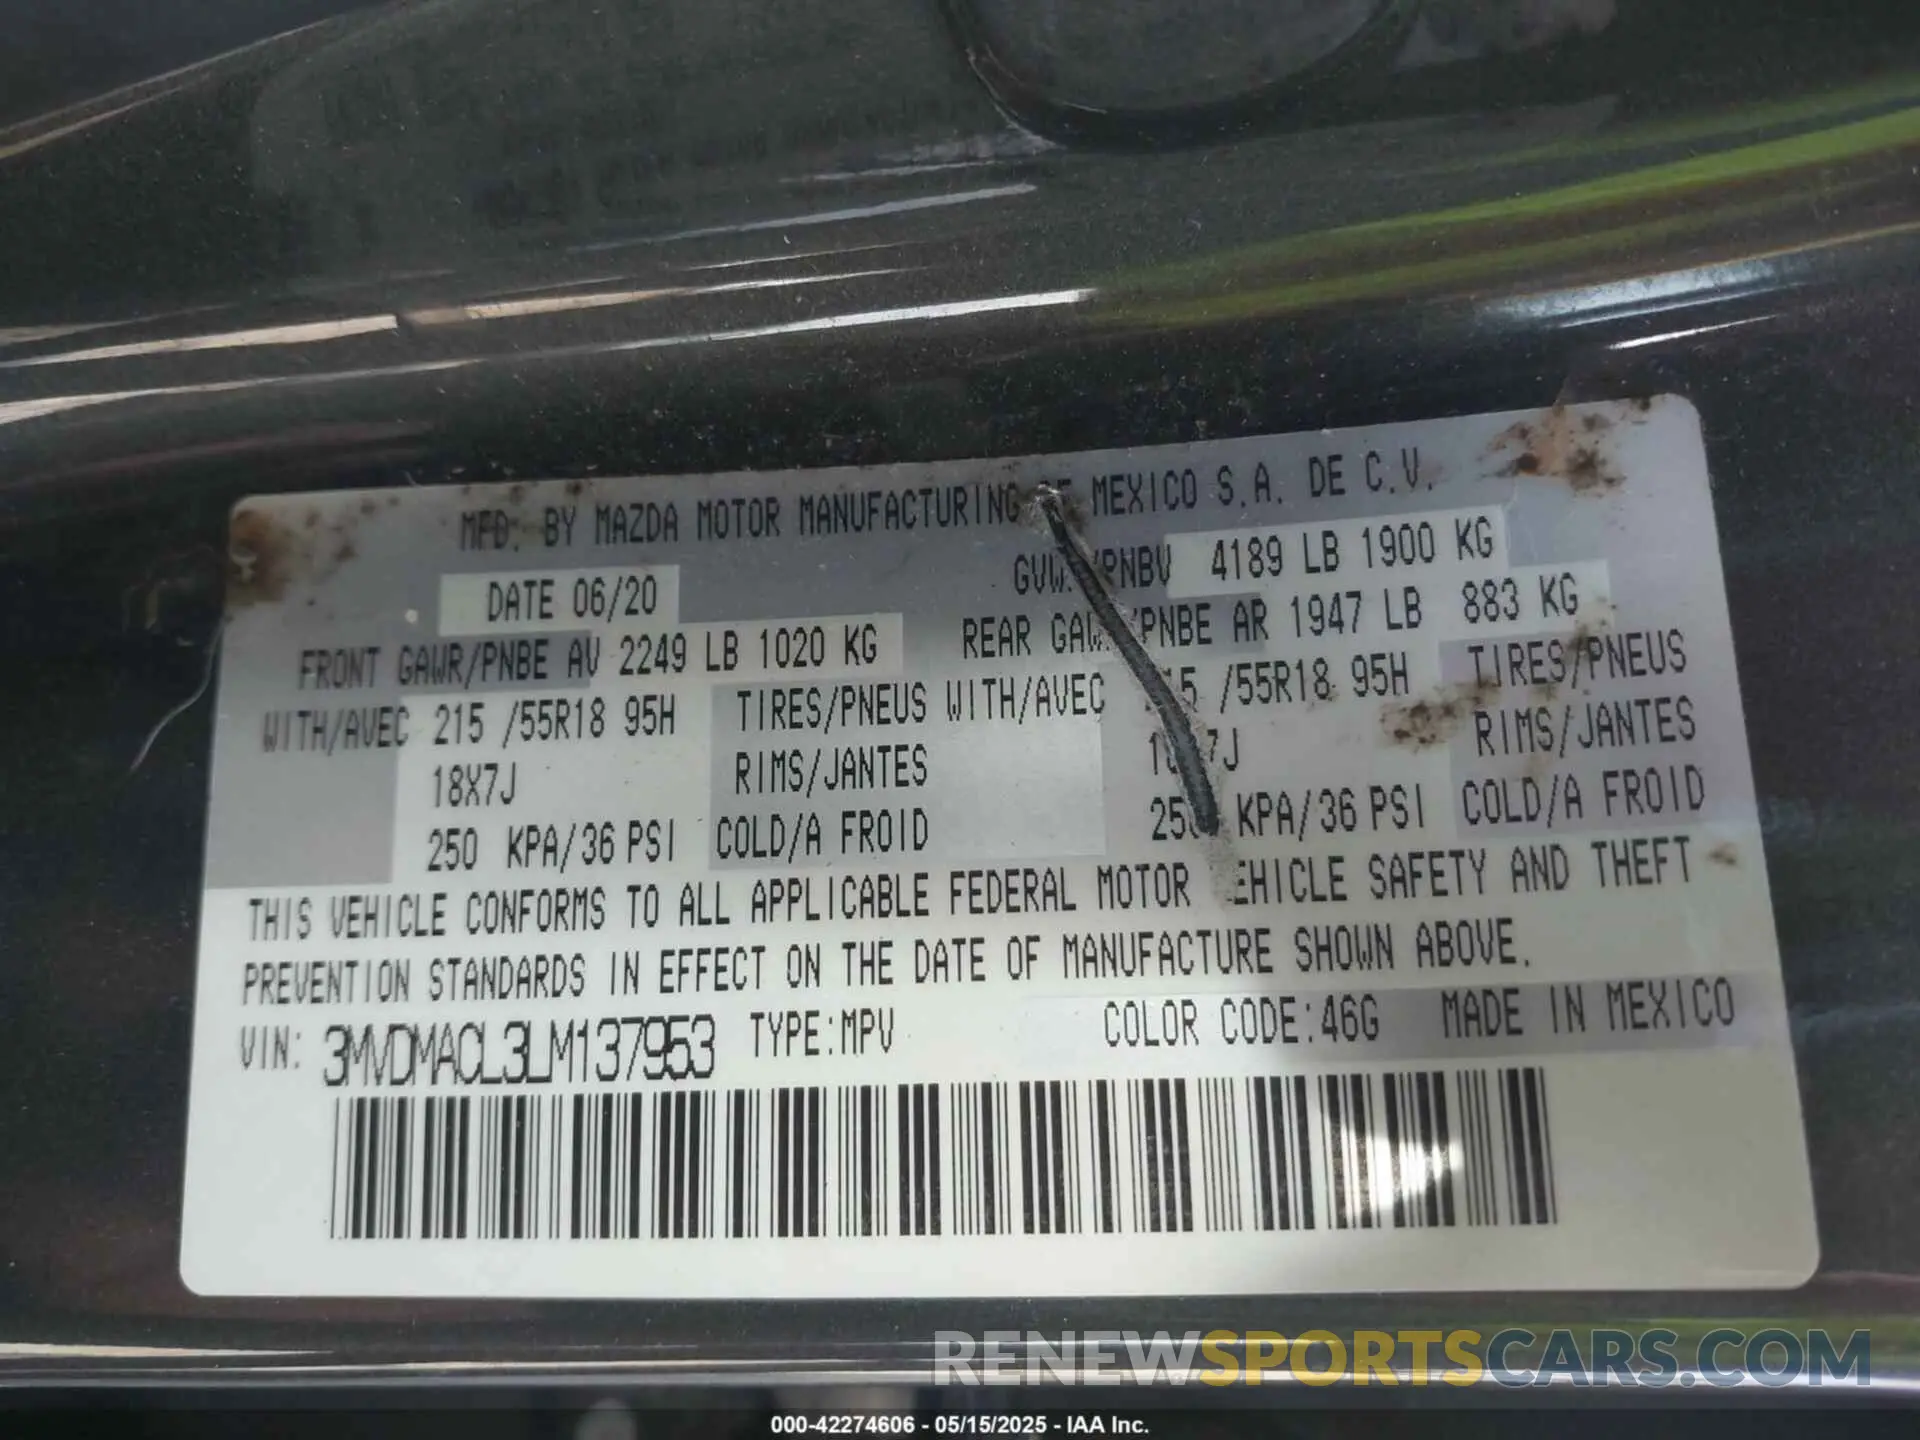 MFD. BY MAZDA MOTOR MANUFACTURING OF MEXICO S.A. DE C.V.
DATE 06/20 GVWR/PNBV 4189 LB 1900 KG
FRONT GAWR/PNBE AV 2249 LB 1020 KG REAR GAWR/PNBE AR 1947 LB 883 KG
WITH/AVEC 215 /55R18 95H TIRES/PNEUS WITH/AVEC 215 /55R18 95H TIRES/PNEUS
18X7J RIMS/JANTES 18X7J RIMS/JANTES
250 KPA/36 PSI COLD/A FROID 250 KPA/36 PSI COLD/A FROID
THIS VEHICLE CONFORMS TO ALL APPLICABLE FEDERAL MOTOR VEHICLE SAFETY AND THEFT
PREVENTION STANDARDS IN EFFECT ON THE DATE OF MANUFACTURE SHOWN ABOVE.
VIN: 3MVDMACL3LM137953 TYPE:MPV COLOR CODE:46G MADE IN MEXICO
RENEWSPORTSCARS.COM
000-42274606 - 05/15/2025 - IAA Inc.